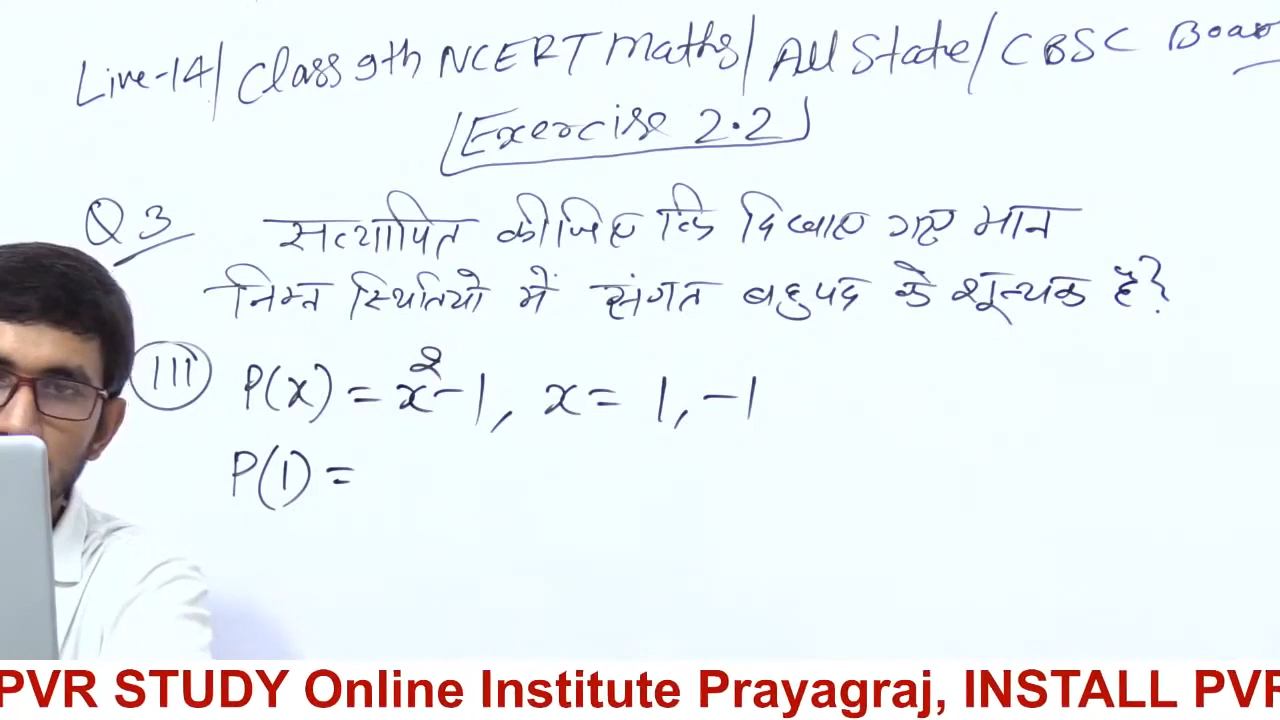 Live-14/ Class 9th NCERT Maths/ All State/ CBSC Boar
Exercise 2.2
Q 3 सत्यापित कीजिए कि दिखाए गए मान
निम्न स्थितियो में संगत बहुपद के शून्यक है?
III P(x) = x²-1, x = 1, -1
P(1) =
PVR STUDY Online Institute Prayagraj, INSTALL PVR